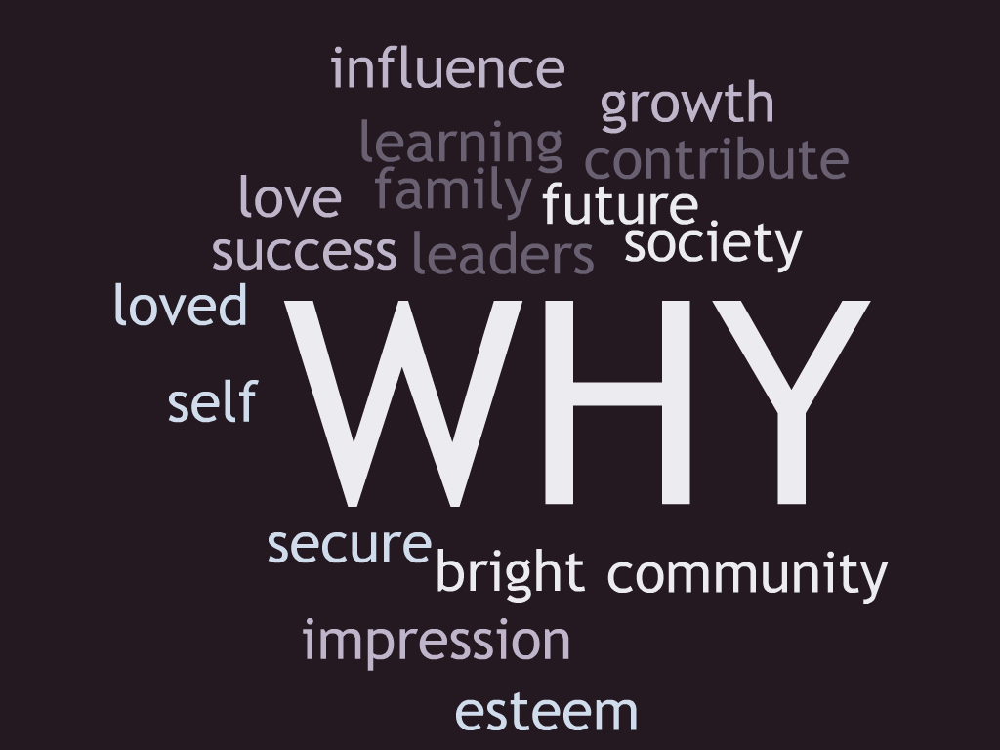 influence
growth
learning
contribute
family
love
future
society
success
leaders
loved
WHY
self
secure
bright
community
impression
esteem